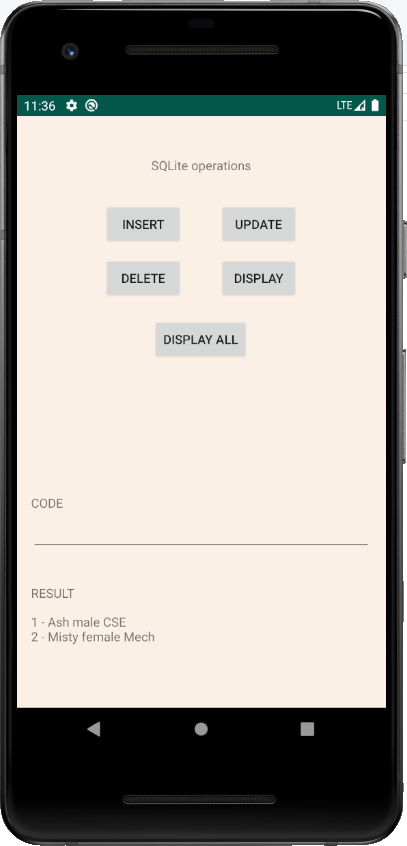 11:36 LTE
SQLite operations
INSERT UPDATE
DELETE DISPLAY
DISPLAY ALL
CODE
RESULT
1 - Ash male CSE
2 - Misty female Mech